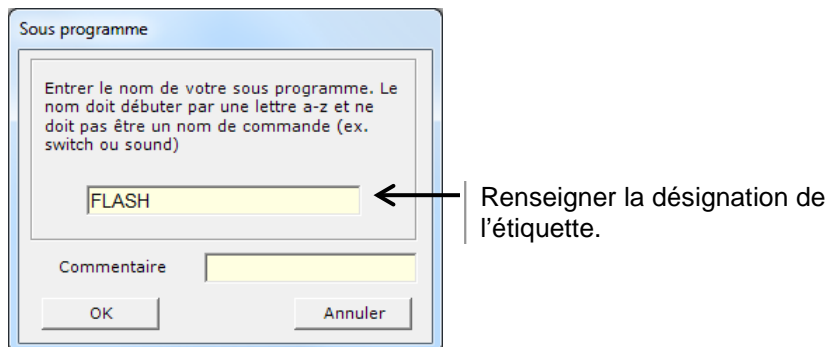 Sous programme
Entrer le nom de votre sous programme. Le
nom doit débuter par une lettre a-z et ne
doit pas être un nom de commande (ex.
switch ou sound)
FLASH
Renseigner la désignation de
l’étiquette.
Commentaire
OK
Annuler